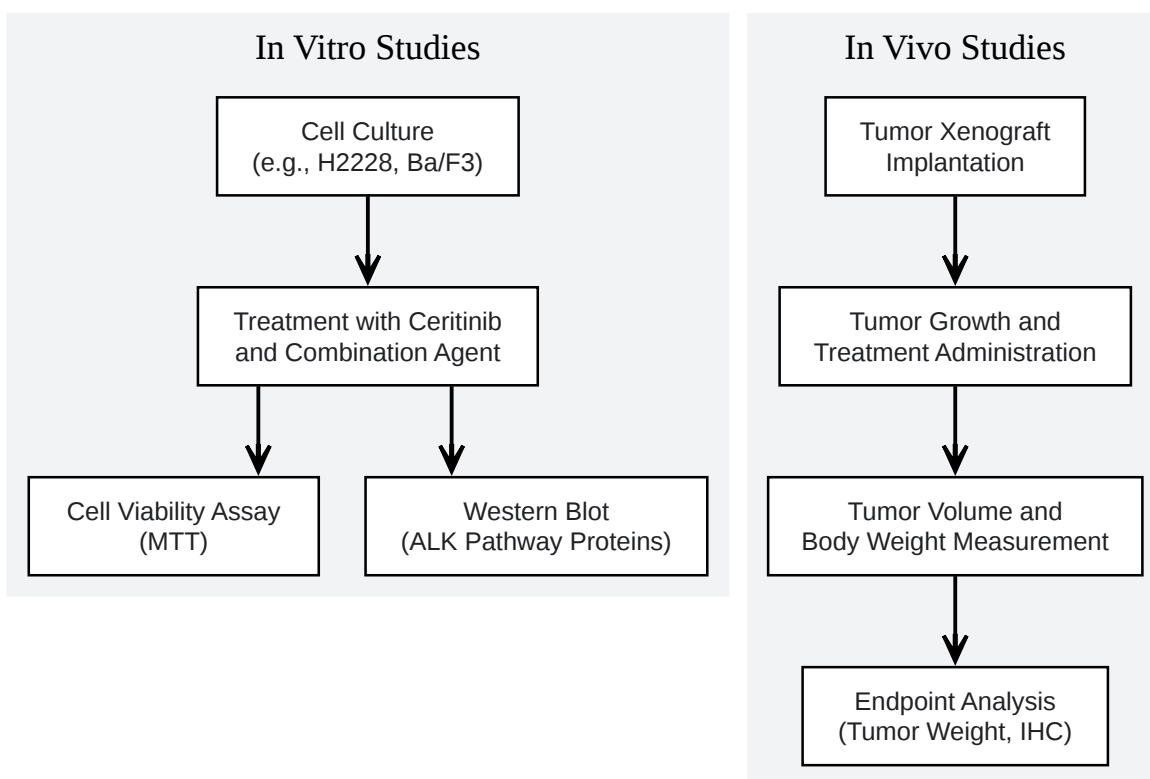 In Vitro Studies
Cell Culture
(e.g., H2228, Ba/F3)
Treatment with Ceritinib
and Combination Agent
Cell Viability Assay
(MTT)
Western Blot
(ALK Pathway Proteins)
In Vivo Studies
Tumor Xenograft
Implantation
Tumor Growth and
Treatment Administration
Tumor Volume and
Body Weight Measurement
Endpoint Analysis
(Tumor Weight, IHC)